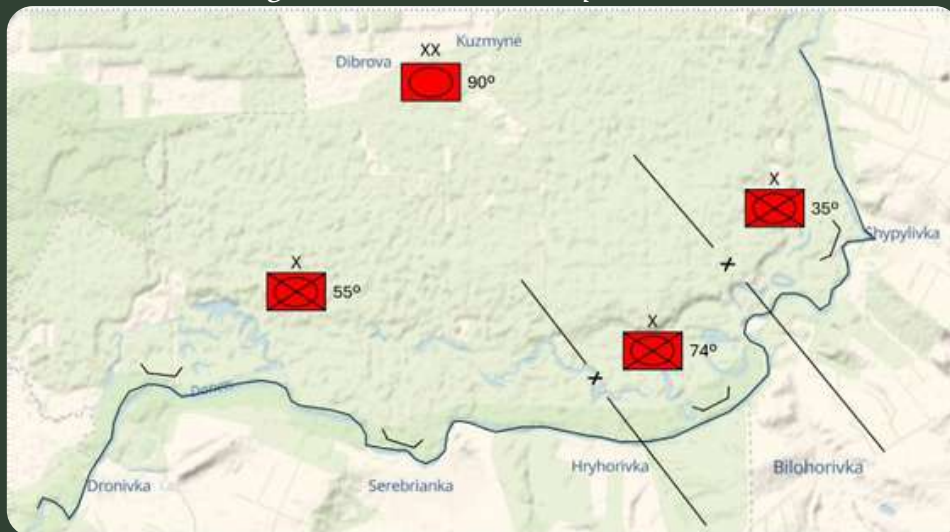 Kuzmyne
XX
Dibrova
90º
X
35º
Shypylivka
X
55º
X
74º
Donets
Hryhorivka
Bilohorivka
Dronivka
Serebrianka